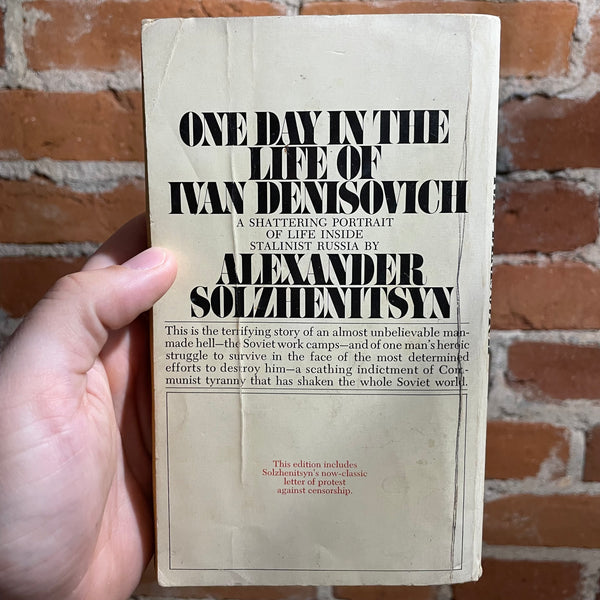 ONE DAY IN THE
LIFE OF
IVAN DENISOVICH
A SHATTERING PORTRAIT
OF LIFE INSIDE
STALINIST RUSSIA BY
ALEXANDER
SOLZHENITSYN
This is the terrifying story of an almost unbelievable man-
made hell—the Soviet work camps—and of one man's heroic
struggle to survive in the face of the most determined
efforts to destroy him—a scathing indictment of Com-
munist tyranny that has shaken the whole Soviet world.
This edition includes
Solzhenitsyn's now-classic
letter of protest
against censorship.